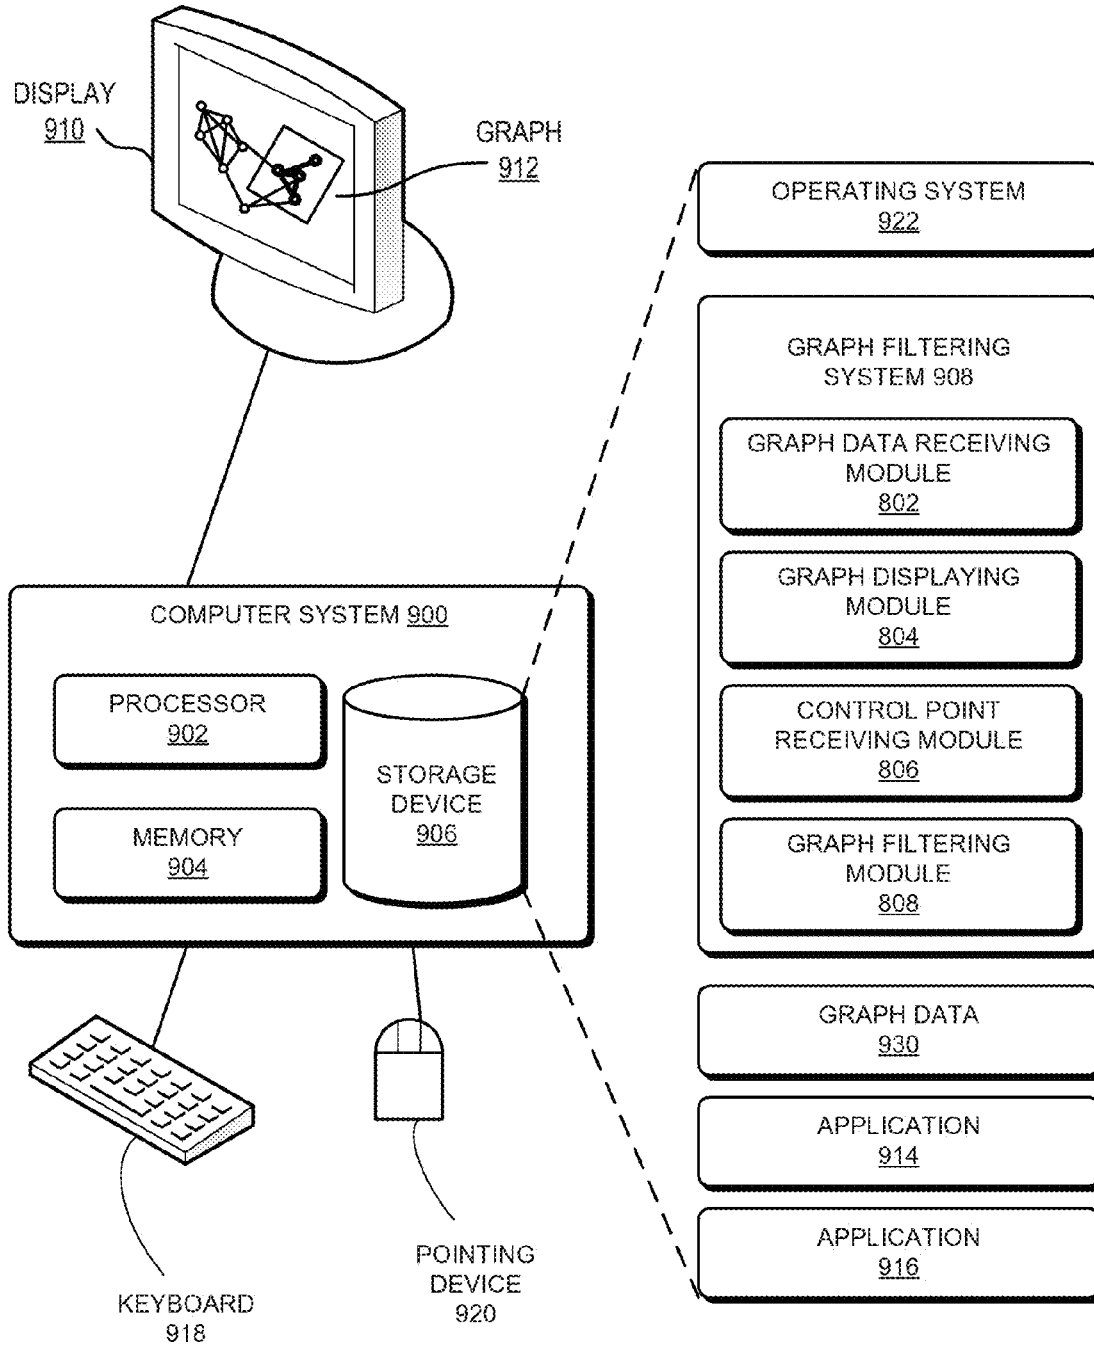 DISPLAY
910
GRAPH
912
OPERATING SYSTEM
922
GRAPH FILTERING
SYSTEM 908
GRAPH DATA RECEIVING
MODULE
802
GRAPH DISPLAYING
MODULE
804
CONTROL POINT
RECEIVING MODULE
806
GRAPH FILTERING
MODULE
808
GRAPH DATA
930
APPLICATION
914
APPLICATION
916
COMPUTER SYSTEM 900
PROCESSOR
902
MEMORY
904
STORAGE
DEVICE
906
KEYBOARD
918
POINTING
DEVICE
920